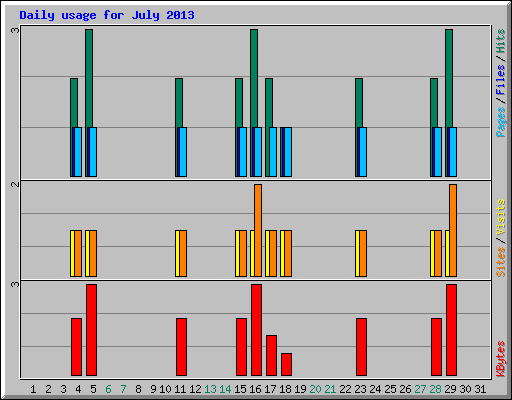 Daily usage for July 2013
3
Pages/Files/Hits
2
Sites/Visits
3
KBytes
1 2 3 4 5 6 7 8 9 10 11 12 13 14 15 16 17 18 19 20 21 22 23 24 25 26 27 28 29 30 31